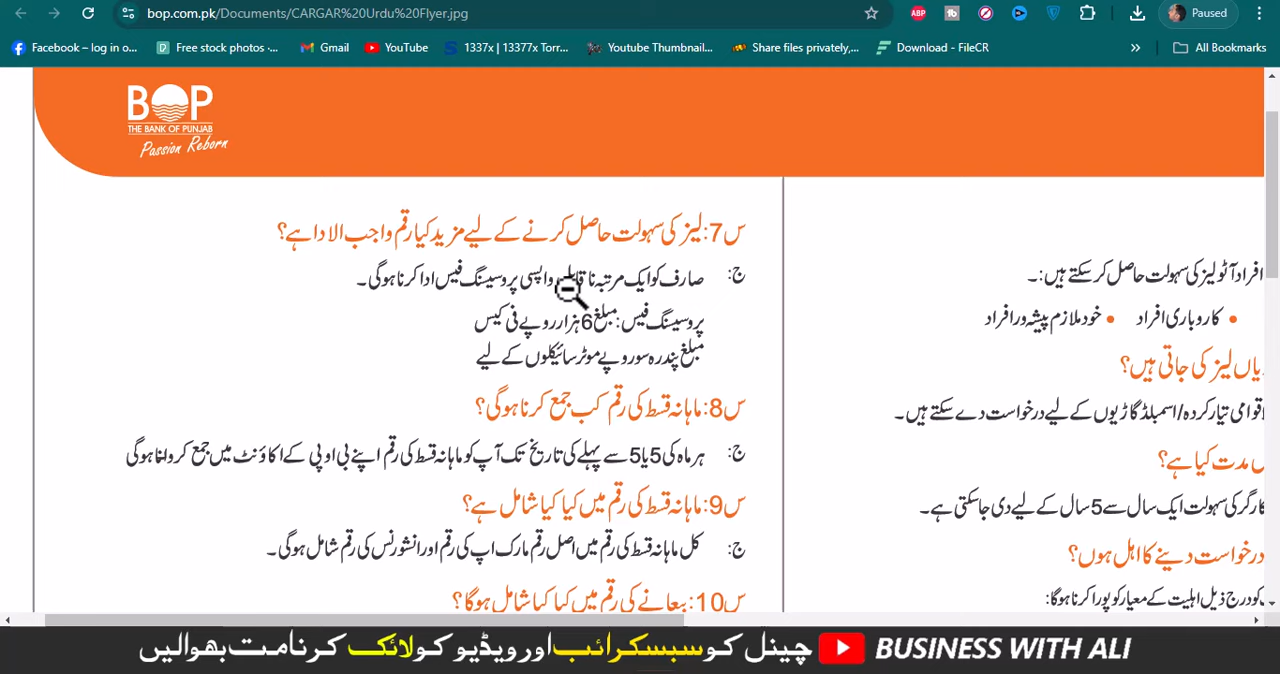 bop.com.pk/Documents/CARGAR%20Urdu%20Flyer.jpg
ABP
Paused
Facebook – log in o...
Free stock photos -...
Gmail
YouTube
1337x | 13377x Torr...
Youtube Thumbnail...
Share files privately,...
Download - FileCR
»
All Bookmarks
BOP
THE BANK OF PUNJAB
Passion Reborn
س7: لیز کی سہولت حاصل کرنے کے لیے مزید کیا رقم واجب الادا ہے؟
ج: صارف کو ایک مرتبہ ناقابل واپسی پروسیسنگ فیس ادا کرنا ہوگی۔
پروسیسنگ فیس: مبلغ 6 ہزار روپے فی کیس
مبلغ پندرہ سو روپے موٹر سائیکلوں کے لیے
س8: ماہانہ قسط کی رقم کب جمع کرنا ہوگی؟
ج: ہر ماہ کی 5 یا 5 سے پہلے کی تاریخ تک آپ کو ماہانہ قسط کی رقم اپنے بی او پی کے اکاؤنٹ میں جمع کروانا ہوگی
س9: ماہانہ قسط کی رقم میں کیا کیا شامل ہے؟
ج: کل ماہانہ قسط کی رقم میں اصل رقم مارک اپ کی رقم اور انشورنس کی رقم شامل ہوگی۔
س10: بیعانے کی رقم میں کیا کیا شامل ہوگا؟
افراد آٹو لیز کی سہولت حاصل کر سکتے ہیں:۔
• کاروباری افراد • خود ملازم پیشہ ور افراد
یاں لیز کی جاتی ہیں؟
اقوامی تیار کردہ/اسمبلڈ گاڑیوں کے لیے درخواست دے سکتے ہیں۔
مدت کیا ہے؟
کارگر کی سہولت ایک سال سے 5 سال کے لیے دی جا سکتی ہے۔
درخواست دینے کا اہل ہوں؟
کو درج ذیل اہلیت کے معیار کو پورا کرنا ہوگا:
چینل کو سبسکرائب اور ویڈیو کو لائک کرنا مت بھوالیں
BUSINESS WITH ALI